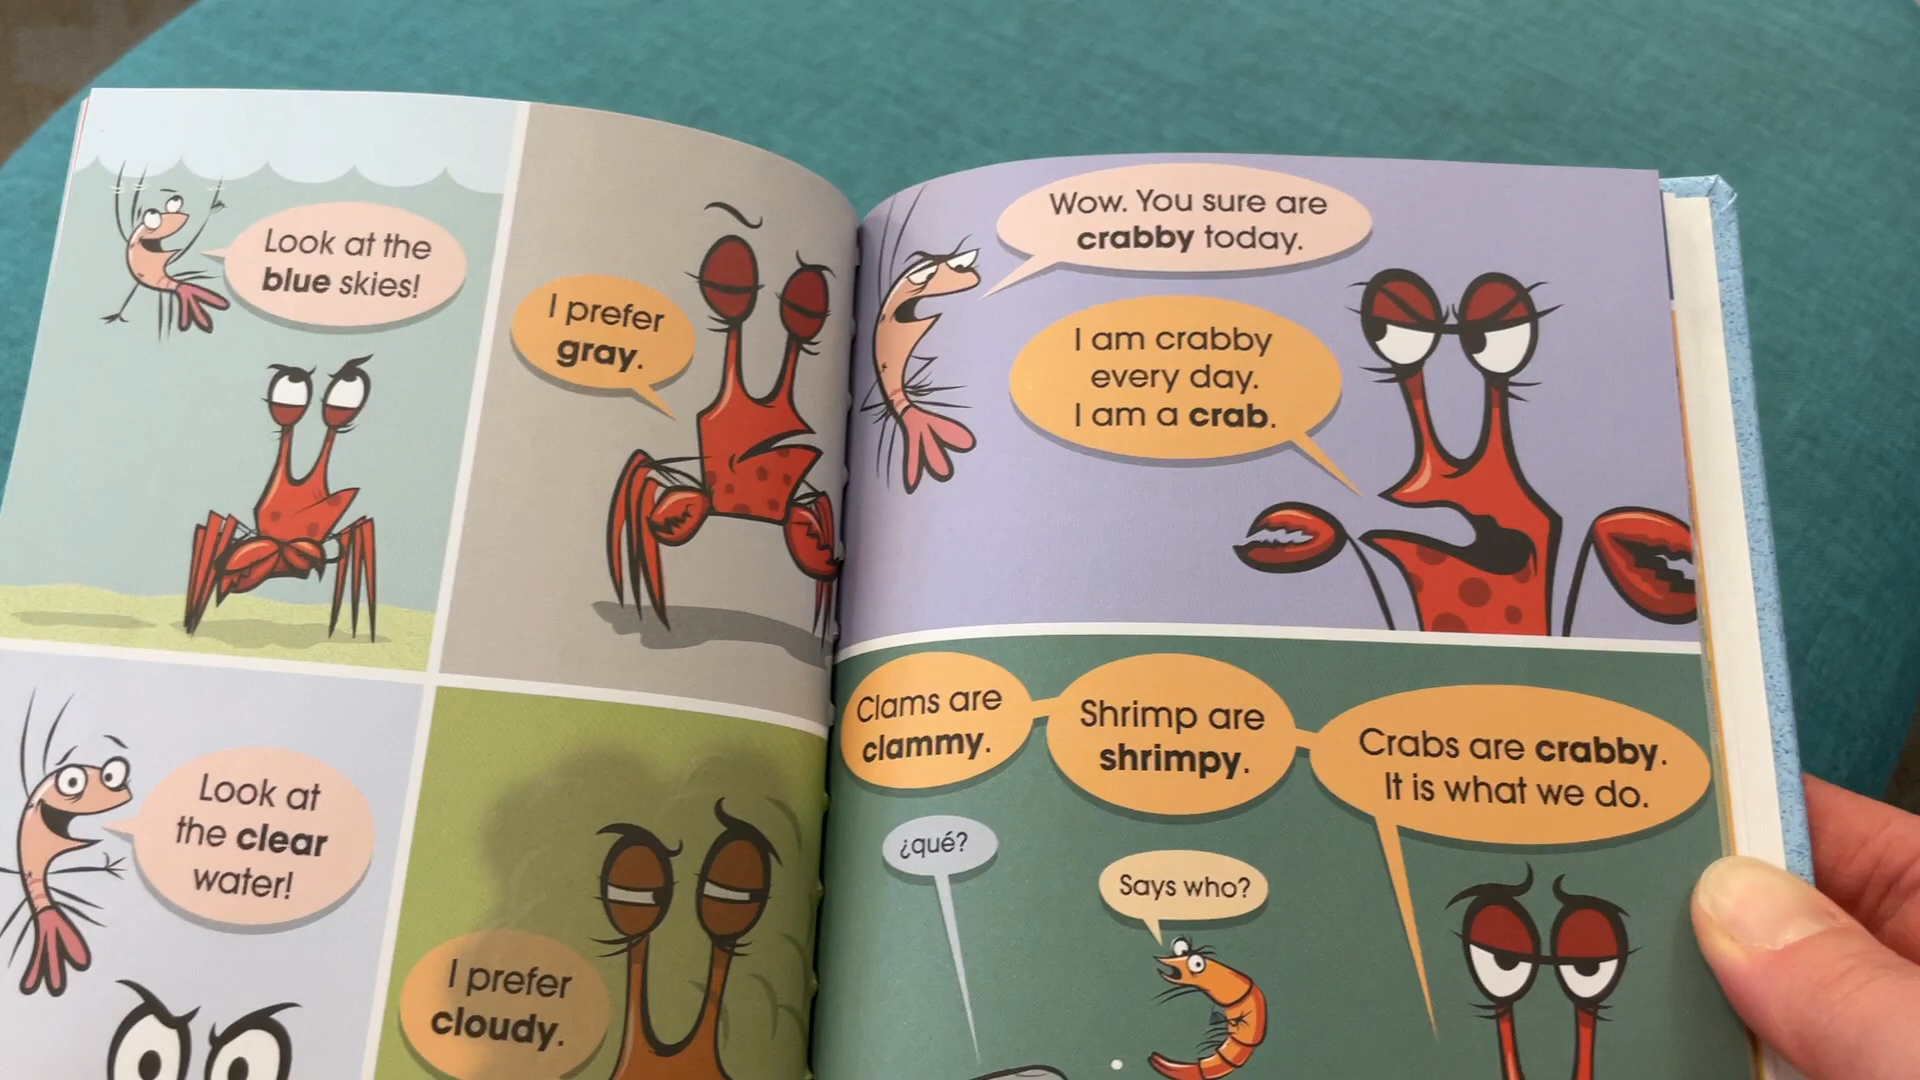 Look at the
blue skies!
I prefer
gray.
Look at
the clear
water!
I prefer
cloudy.
Wow. You sure are
crabby today.
I am crabby
every day.
I am a crab.
Clams are
clammy.
Shrimp are
shrimpy.
Crabs are crabby.
It is what we do.
¿qué?
Says who?